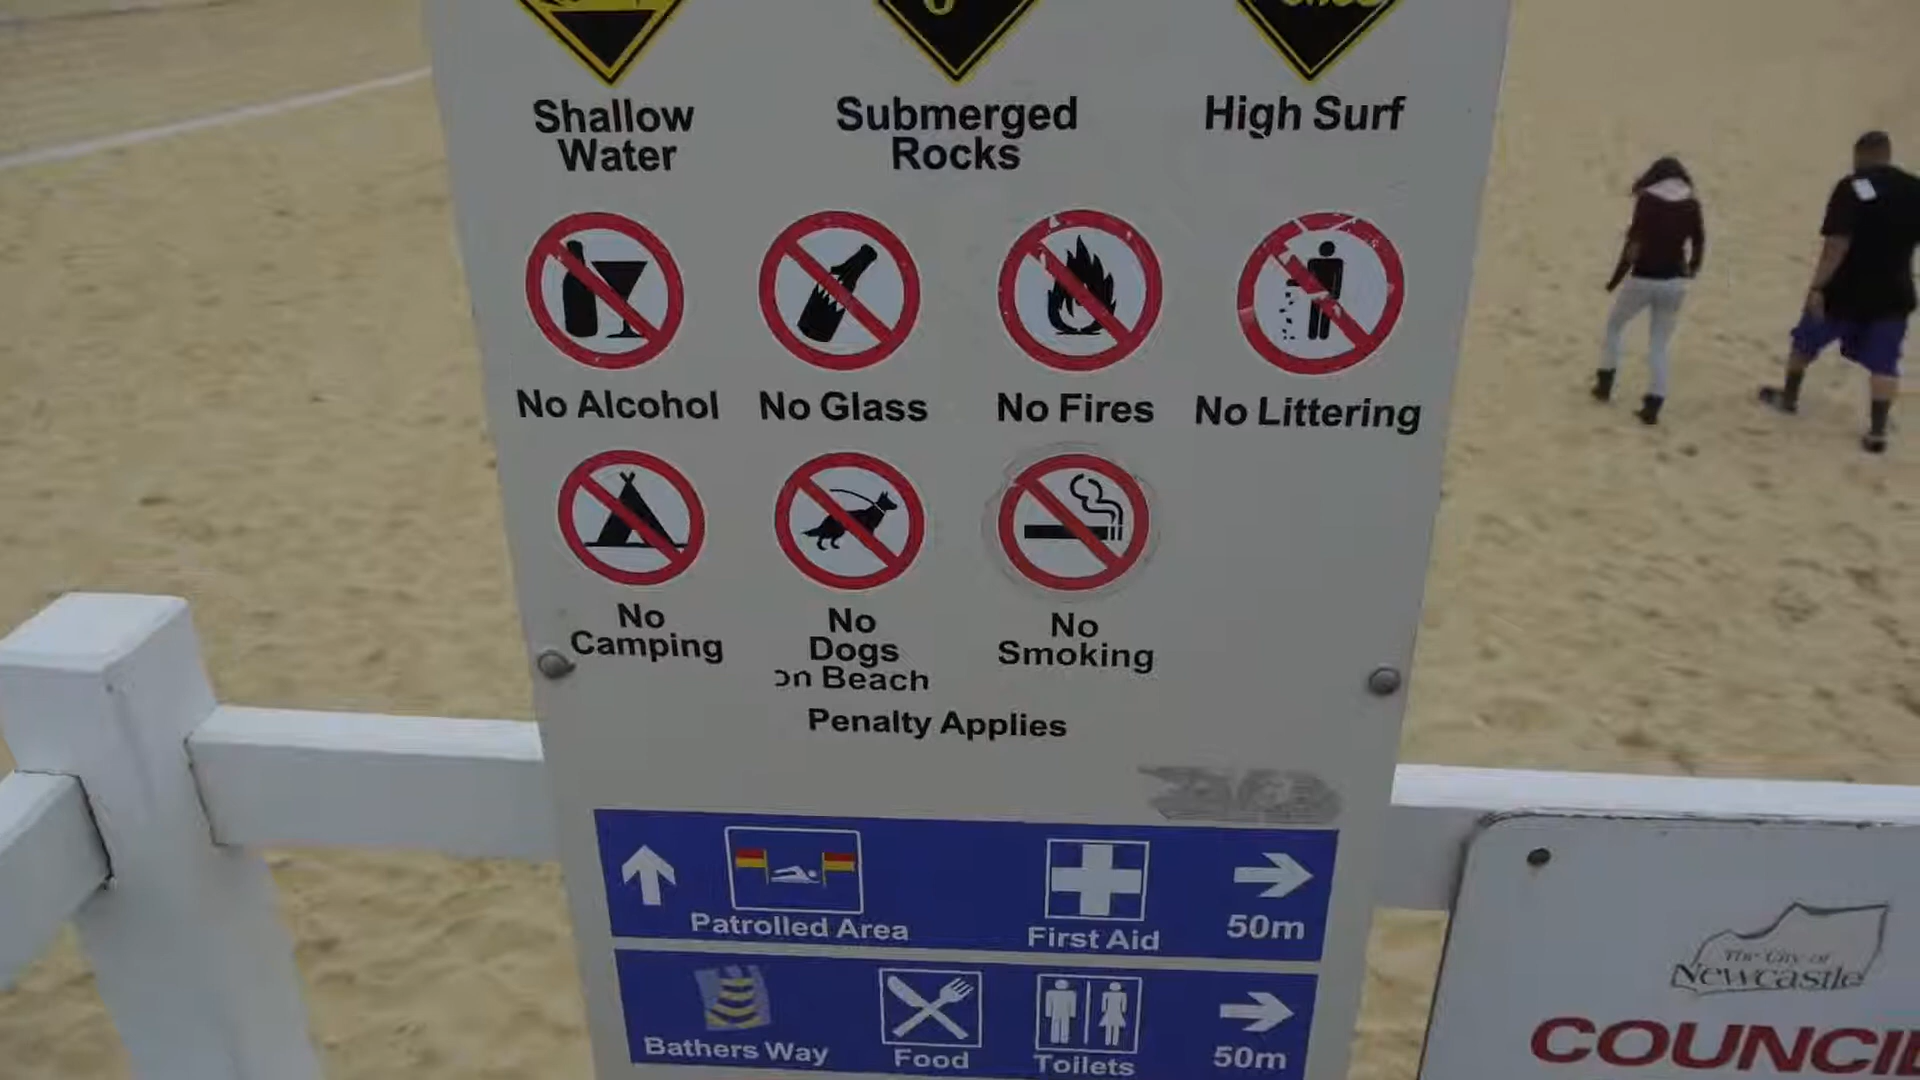 Shallow
Water
Submerged
Rocks
High Surf
No Alcohol
No Glass
No Fires
No Littering
No
Camping
No
Dogs
on Beach
No
Smoking
Penalty Applies
Patrolled Area
First Aid
50m
Bathers Way
Food
Toilets
50m
The City of
Newcastle
COUNCIL